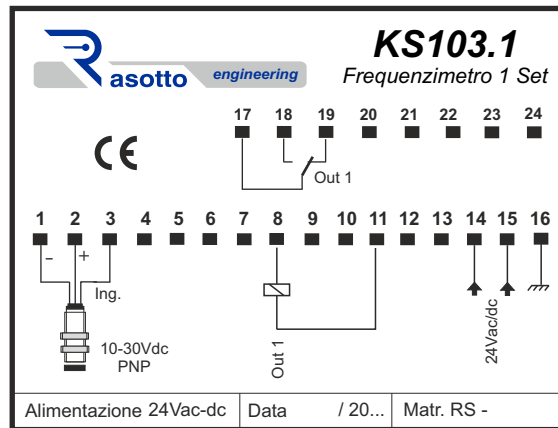 KS103.1
Rasotto engineering
Frequenzimetro 1 Set
17 18 19 20 21 22 23 24
CE
Out 1
1 2 3 4 5 6 7 8 9 10 11 12 13 14 15 16
- +
Ing.
10-30Vdc
PNP
Out 1
24Vac/dc
Alimentazione 24Vac-dc Data / 20... Matr. RS -